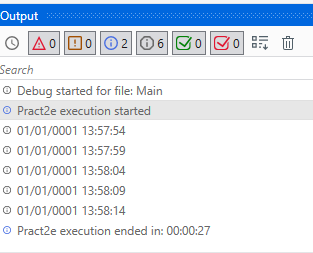 Output
0 0 2 6 0 0
Search
Debug started for file: Main
Pract2e execution started
01/01/0001 13:57:54
01/01/0001 13:57:59
01/01/0001 13:58:04
01/01/0001 13:58:09
01/01/0001 13:58:14
Pract2e execution ended in: 00:00:27